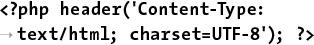 <?php header('Content-Type:
→text/html; charset=UTF-8'); ?>